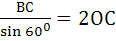 BC/sin 60⁰ = 2OC